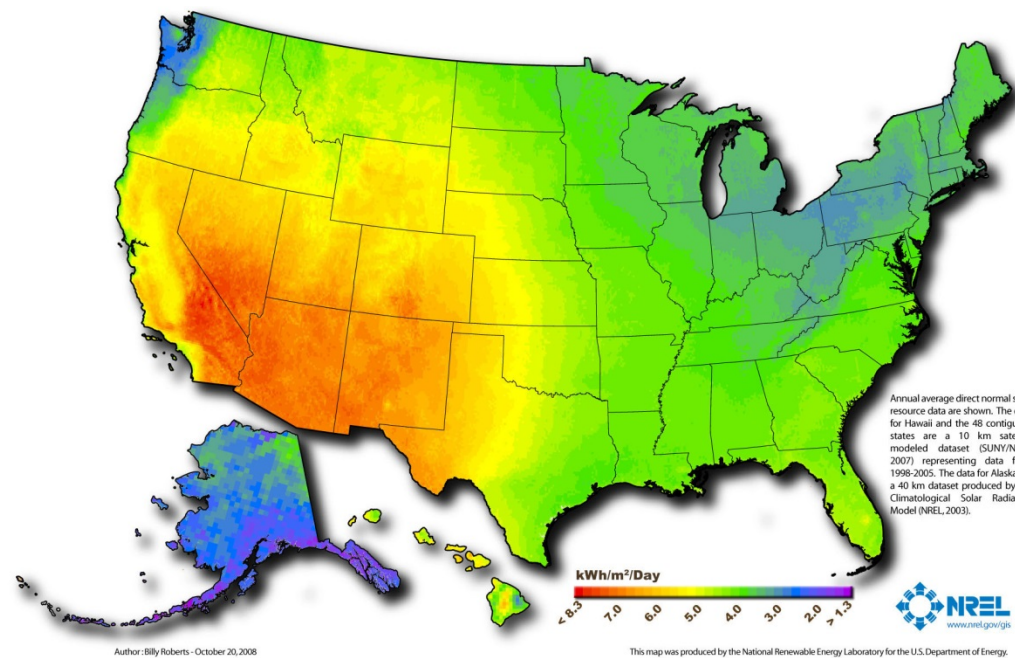 Annual average direct normal s
resource data are shown. The
for Hawaii and the 48 contigu
states are a 10 km sate
modeled dataset (SUNY/N
2007) representing data f
1998-2005. The data for Alaska
a 40 km dataset produced by
Climatological Solar Radia
Model (NREL, 2003).
kWh/m²/Day
< 8.3 7.0 6.0 5.0 4.0 3.0 2.0 > 1.3
NREL
www.nrel.gov/gis
Author : Billy Roberts - October 20, 2008
This map was produced by the National Renewable Energy Laboratory for the U.S. Department of Energy.